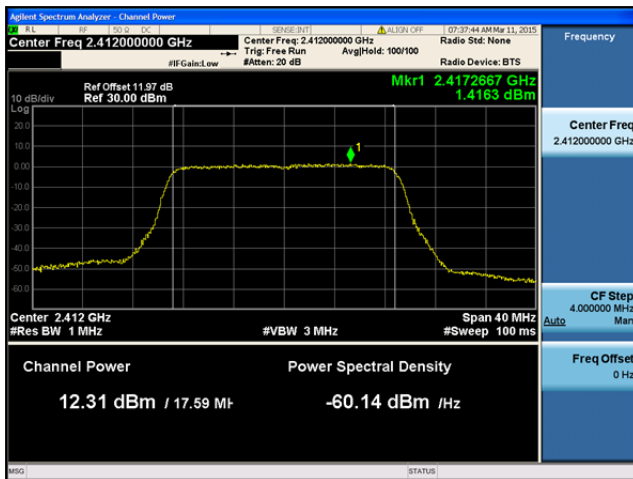 Agilent Spectrum Analyzer - Channel Power
RL RF 50 Ω DC SENSE:INT ALIGN OFF 07:37:44 AM Mar 11, 2015
Center Freq 2.412000000 GHz
Center Freq: 2.412000000 GHz
Radio Std: None
Trig: Free Run Avg|Hold: 100/100
#IFGain:Low #Atten: 20 dB Radio Device: BTS
Ref Offset 11.97 dB
10 dB/div Ref 30.00 dBm
Mkr1 2.4172667 GHz
1.4163 dBm
Log
20.0
10.0
0.00
-10.0
-20.0
-30.0
-40.0
-50.0
-60.0
1
Center 2.412 GHz Span 40 MHz
#Res BW 1 MHz #VBW 3 MHz #Sweep 100 ms
Channel Power Power Spectral Density
12.31 dBm / 17.59 MH -60.14 dBm /Hz
MSG STATUS
Frequency
Center Freq
2.412000000 GHz
CF Step
4.000000 MHz
Auto Man
Freq Offset
0 Hz